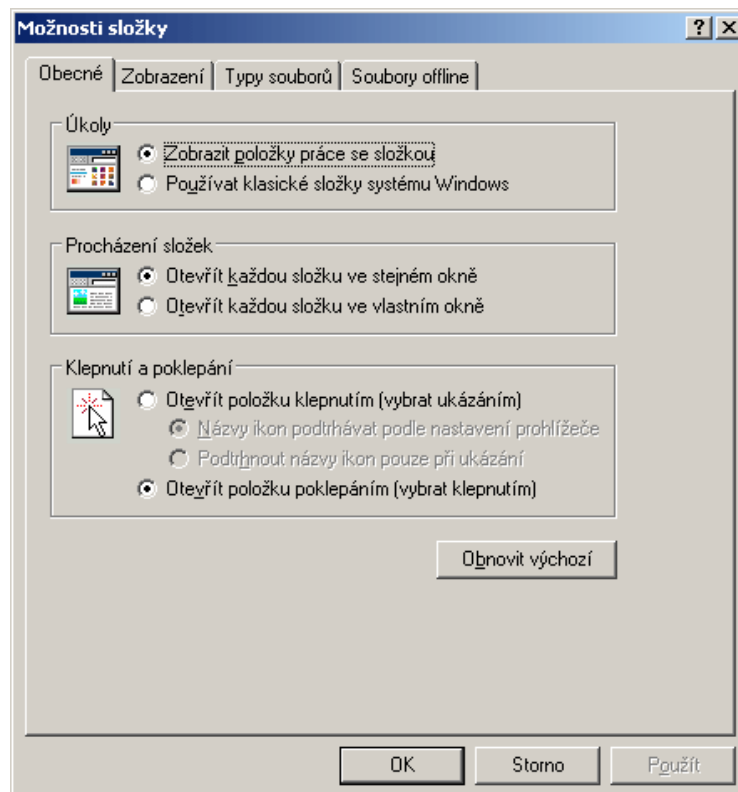 Možnosti složky
Obecné Zobrazení Typy souborů Soubory offline
Úkoly
Zobrazit položky práce se složkou
Používat klasické složky systému Windows
Procházení složek
Otevřít každou složku ve stejném okně
Otevřít každou složku ve vlastním okně
Klepnutí a poklepání
Otevřít položku klepnutím (vybrat ukázáním)
Názvy ikon podtrhávat podle nastavení prohlížeče
Podtrhnout názvy ikon pouze při ukázání
Otevřít položku poklepáním (vybrat klepnutím)
Obnovit výchozí
OK Storno Použít